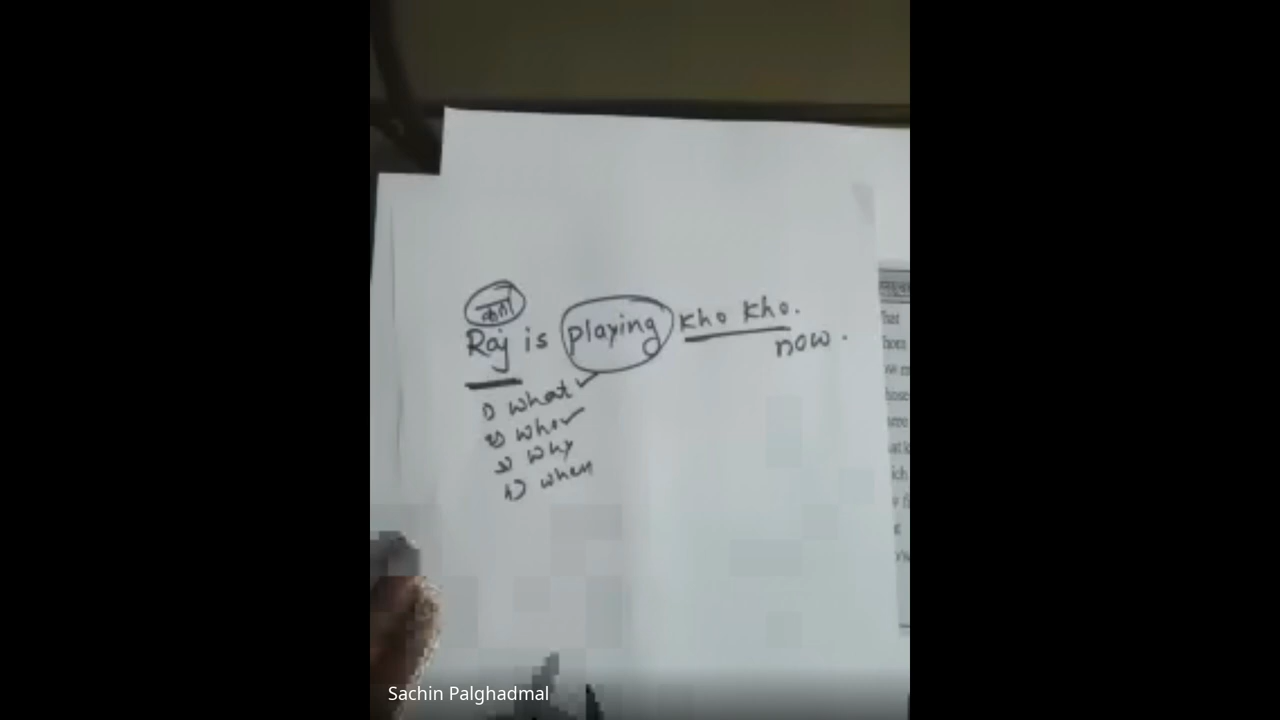 कर्ता
Raj is playing kho kho.
now.
1) what ✓
2) who ✓
3) why
4) when
Sachin Palghadmal